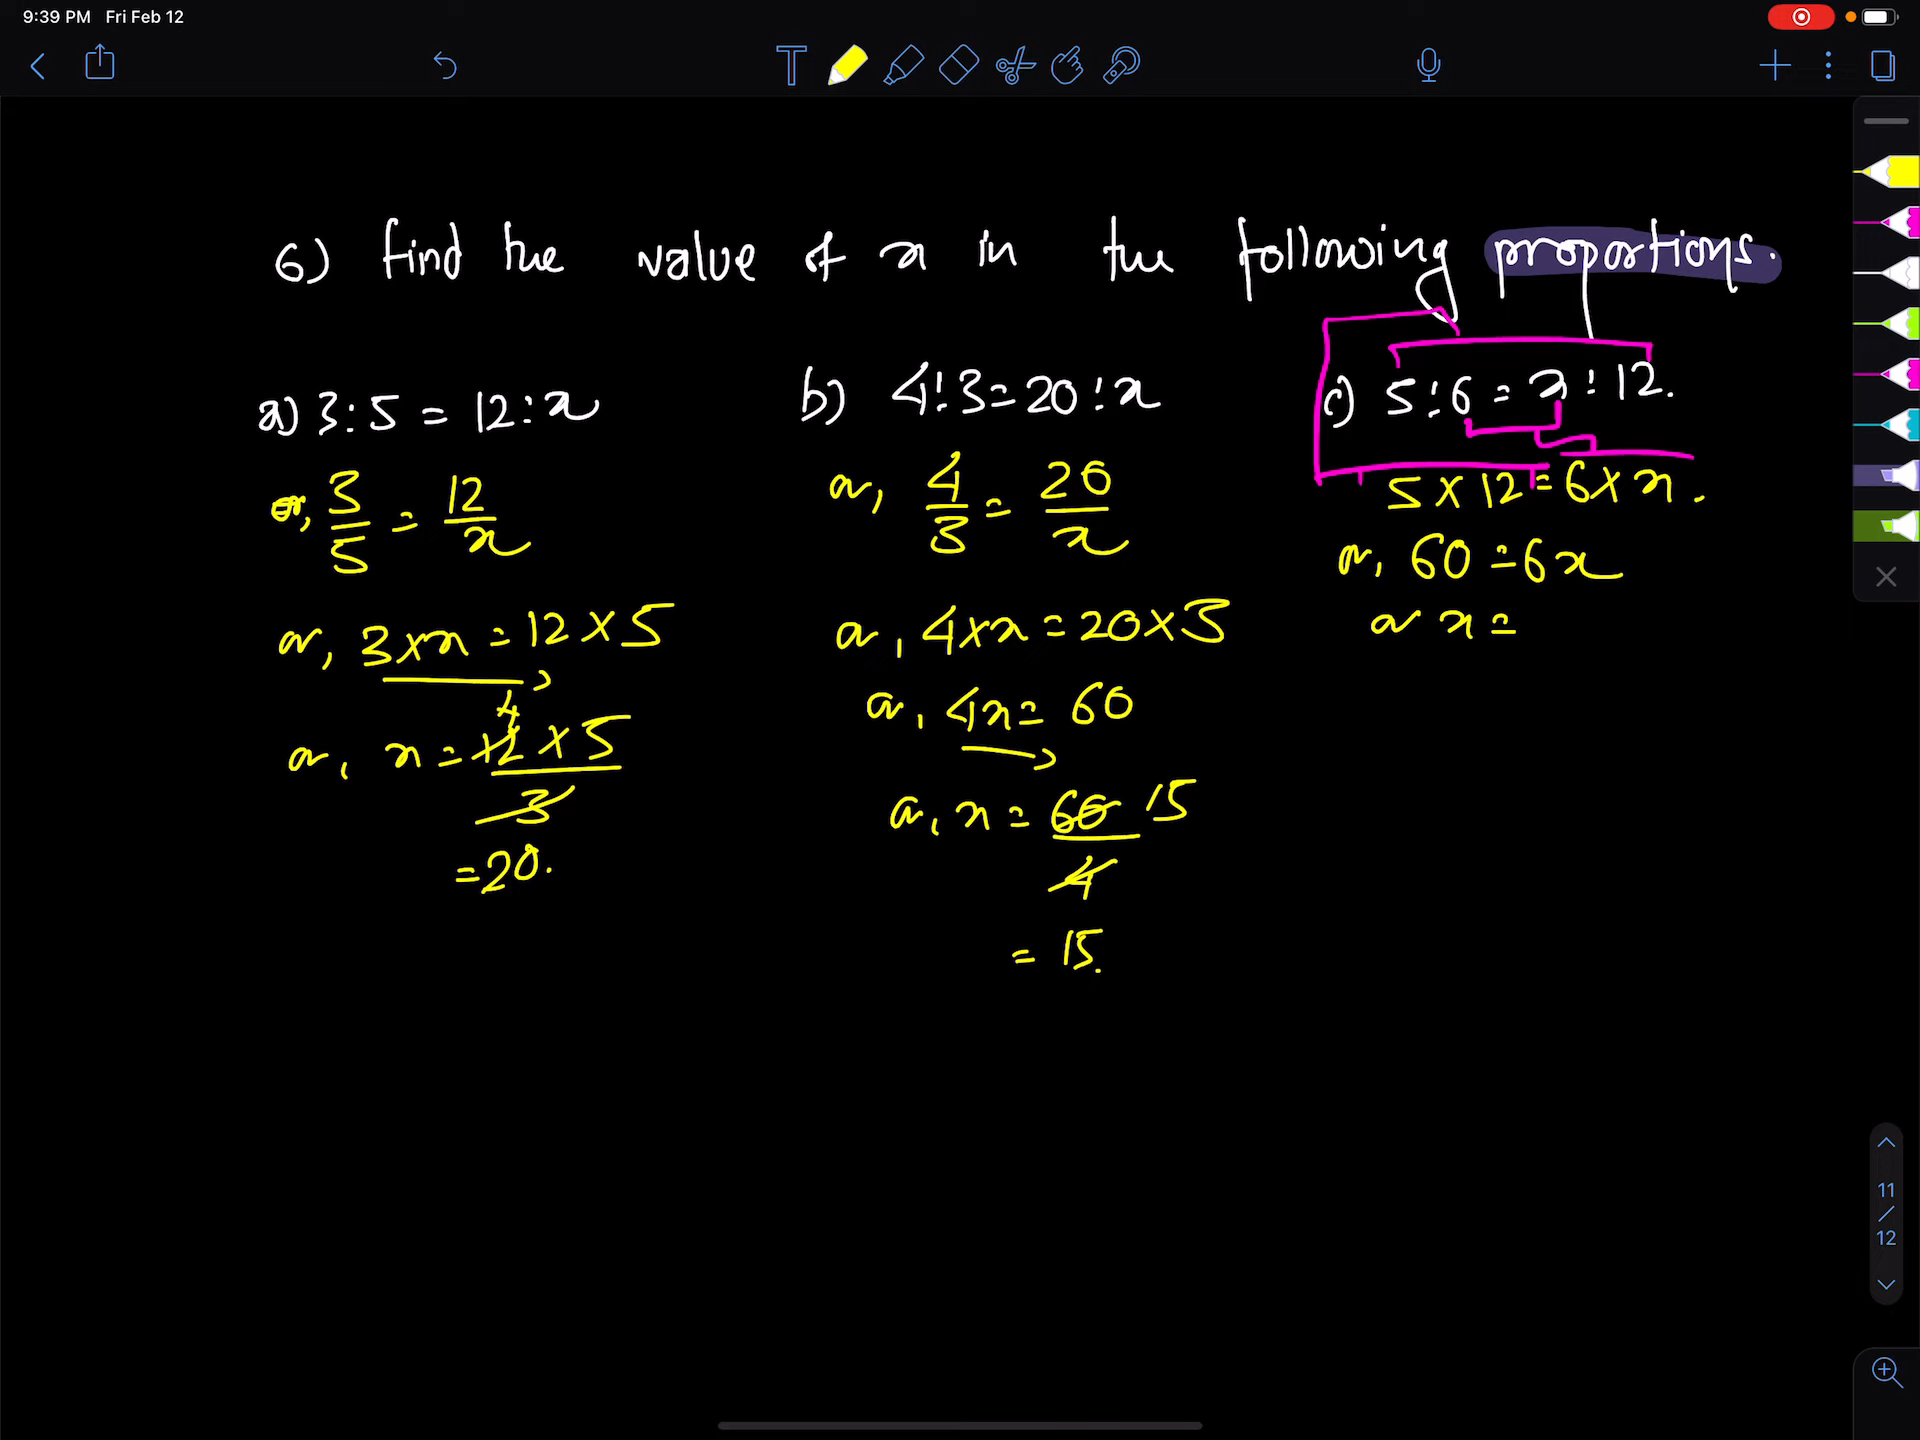 9:39 PM Fri Feb 12
6) find the value of x in the following proportions.
a) 3:5 = 12:x
or, 3/5 = 12/x
or, 3×x = 12×5
or, x = 12×5/3
4
= 20.
b) 4:3=20:x
or, 4/3 = 20/x
or, 4×x = 20×3
or, 4x = 60
or, x = 60/4 15
= 15.
c) 5:6 = x:12.
5×12 = 6×x.
or, 60 = 6x
or x =
11
/
12